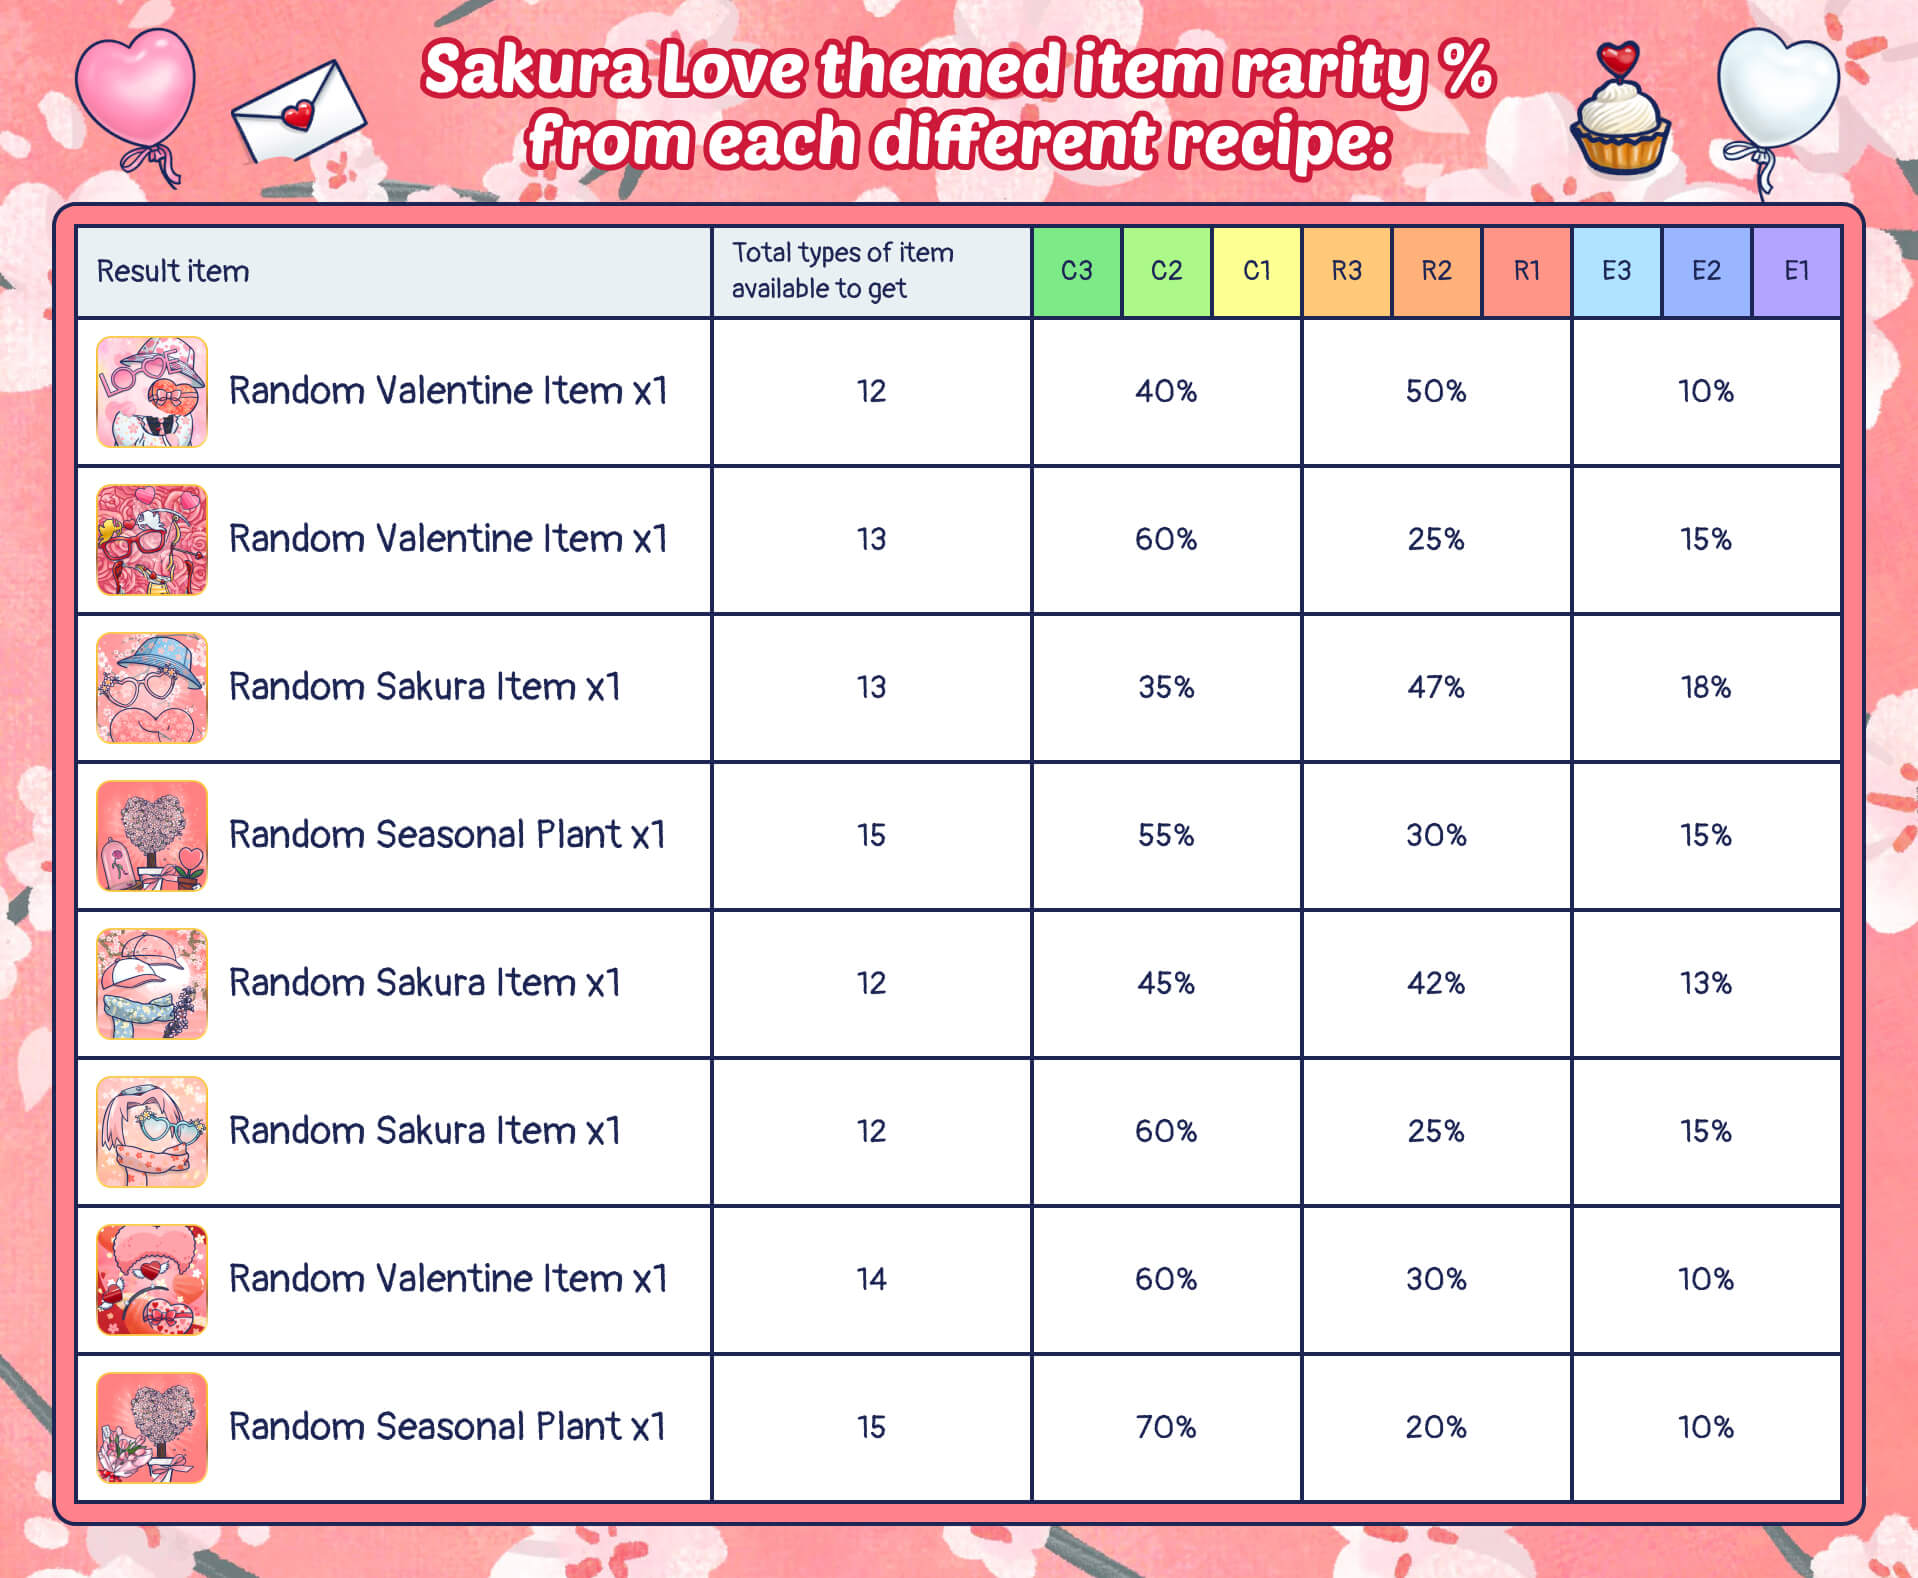 Sakura Love themed item rarity %
from each different recipe:
Result item
Total types of item
available to get
C3 C2 C1 R3 R2 R1 E3 E2 E1
LOVE
Random Valentine Item x1 12 40% 50% 10%
Random Valentine Item x1 13 60% 25% 15%
Random Sakura Item x1 13 35% 47% 18%
Random Seasonal Plant x1 15 55% 30% 15%
Random Sakura Item x1 12 45% 42% 13%
Random Sakura Item x1 12 60% 25% 15%
Random Valentine Item x1 14 60% 30% 10%
Random Seasonal Plant x1 15 70% 20% 10%